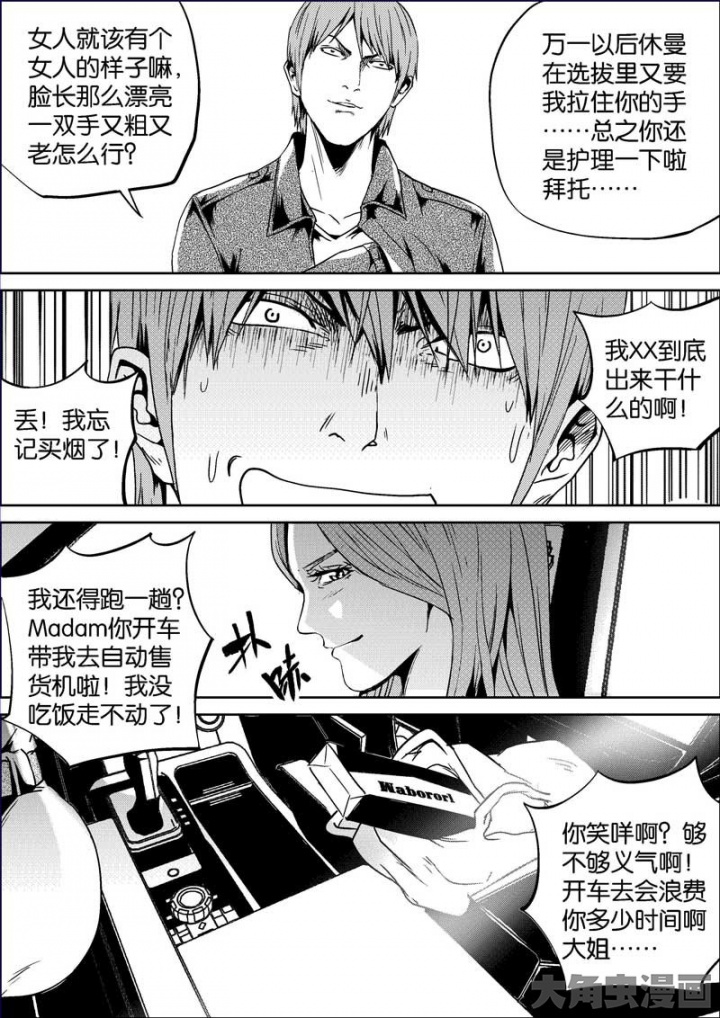 女人就该有个
女人的样子嘛，
脸长那么漂亮
一双手又粗又
老怎么行？
万一以后休曼
在选拔里又要
我拉住你的手
……总之你还
是护理一下啦
拜托……
丢！我忘
记买烟了！
我XX到底
出来干什
么的啊！
我还得跑一趟？
Madam你开车
带我去自动售
货机啦！我没
吃饭走不动了！
扑
哧
Maboror!
你笑咩啊？够
不够义气啊！
开车去会浪费
你多少时间啊
大姐……
大角虫漫画